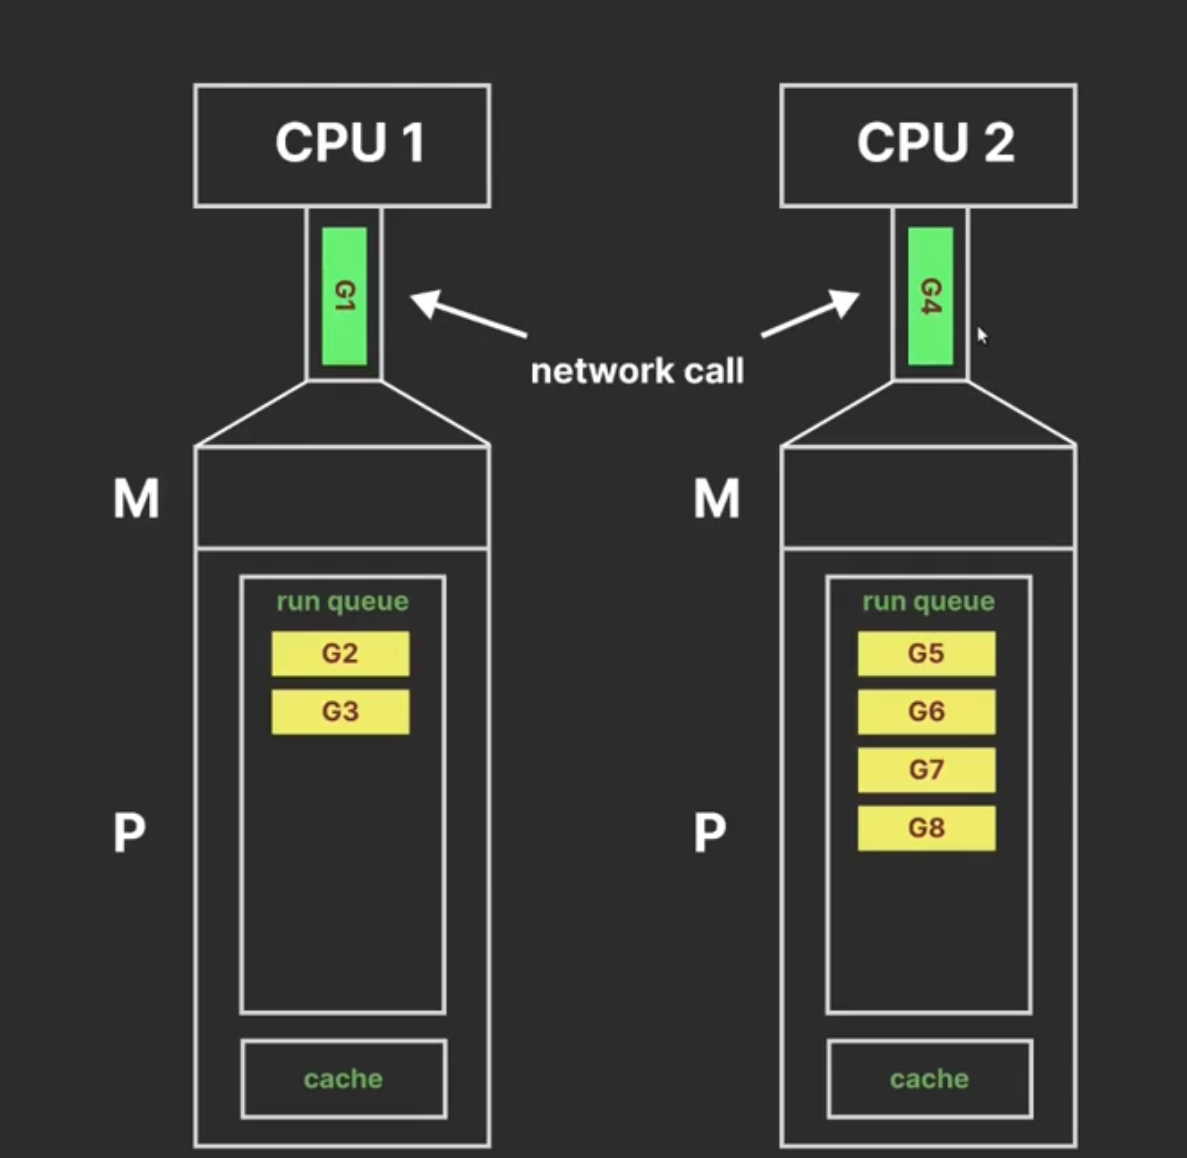 CPU 1
CPU 2
G1
G4
network call
M
M
run queue
G2
G3
run queue
G5
G6
G7
G8
P
P
cache
cache